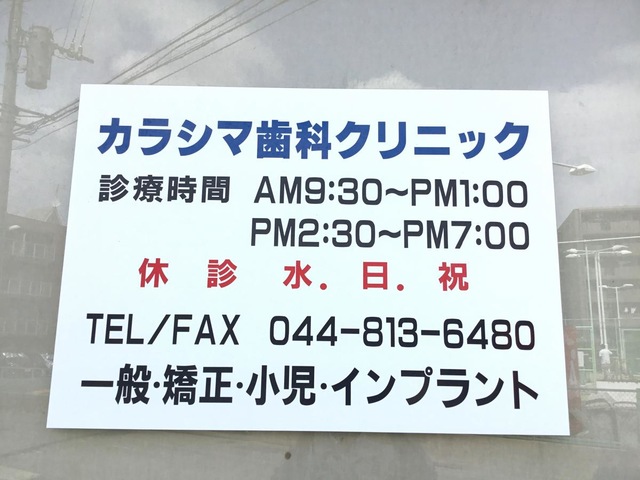 カラシマ歯科クリニック
診療時間 AM9:30〜PM1:00
PM2:30〜PM7:00
休診 水.日.祝
TEL/FAX 044-813-6480
一般・矯正・小児・インプラント